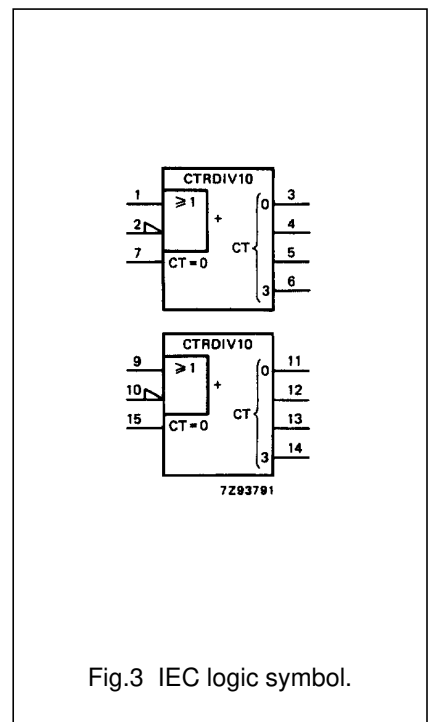 CTRDIV10
1 ⩾1 0 3
2 + 4
CT
7 CT=0 5
3 6
CTRDIV10
9 ⩾1 0 11
10 + 12
CT
15 CT=0 13
3 14
7Z93791
Fig.3 IEC logic symbol.